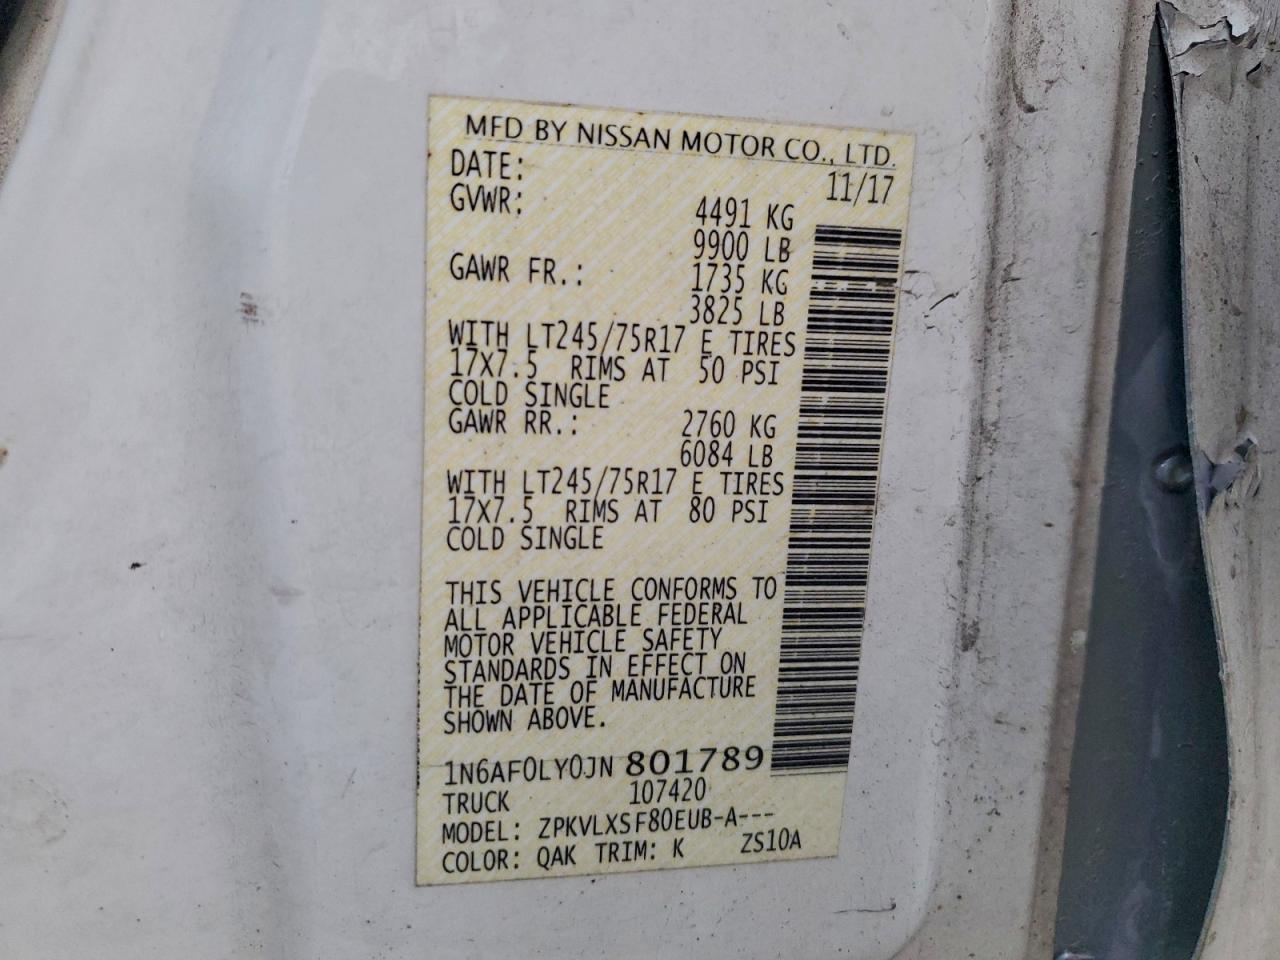 MFD BY NISSAN MOTOR CO., LTD.
DATE: 11/17
GVWR: 4491 KG
9900 LB
GAWR FR.: 1735 KG
3825 LB
WITH LT245/75R17 E TIRES
17X7.5 RIMS AT 50 PSI
COLD SINGLE
GAWR RR.: 2760 KG
6084 LB
WITH LT245/75R17 E TIRES
17X7.5 RIMS AT 80 PSI
COLD SINGLE
THIS VEHICLE CONFORMS TO
ALL APPLICABLE FEDERAL
MOTOR VEHICLE SAFETY
STANDARDS IN EFFECT ON
THE DATE OF MANUFACTURE
SHOWN ABOVE.
1N6AF0LY0JN 801789
TRUCK 107420
MODEL: ZPKVLXSF80EUB-A---
COLOR: QAK TRIM: K ZS10A